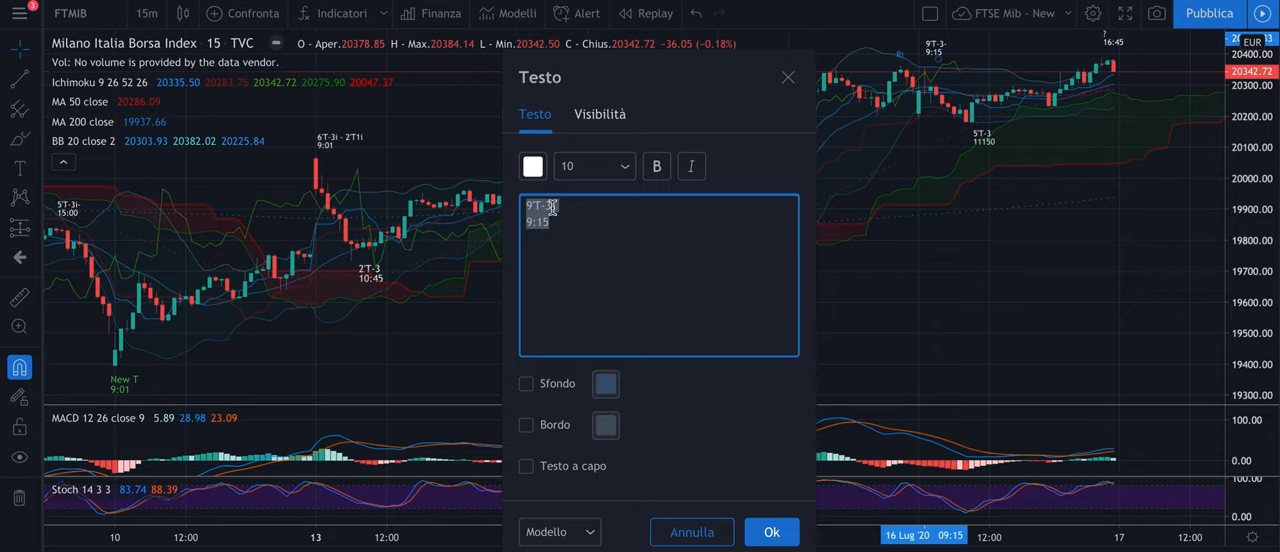 3
FTMIB
15m
Confronta
Indicatori
Finanza
Modelli
Alert
Replay
FTSE Mib - New
Pubblica
Milano Italia Borsa Index · 15 · TVC
O - Aper.20378.85 H - Max.20384.14 L - Min.20342.50 C - Chius.20342.72 -36.05 (-0.18%)
Vol: No volume is provided by the data vendor.
Ichimoku 9 26 52 26 20335.50 20283.75 20342.72 20275.90 20047.37
MA 50 close 20286.09
MA 200 close 19937.66
BB 20 close 2 20303.93 20382.02 20225.84
5'T-3i-
15:00
6'T-3i - 2'T1i
9:01
2'T-3
10:45
New T
9:01
Testo
Testo
Visibilità
10
B
I
9:15
Sfondo
Bordo
Testo a capo
Modello
Annulla
Ok
9'T-3-
9:15
?
16:45
5'T-3
11150
EUR
20400.00
20342.72
20300.00
20200.00
20100.00
20000.00
19900.00
19800.00
19700.00
19600.00
19500.00
19400.00
19300.00
MACD 12 26 close 9 5.89 28.98 23.09
100.00
0.00
Stoch 14 3 3 83.74 88.39
100.00
0.00
10
12:00
13
12:00
16 Lug '20 09:15
12:00
17
12:00